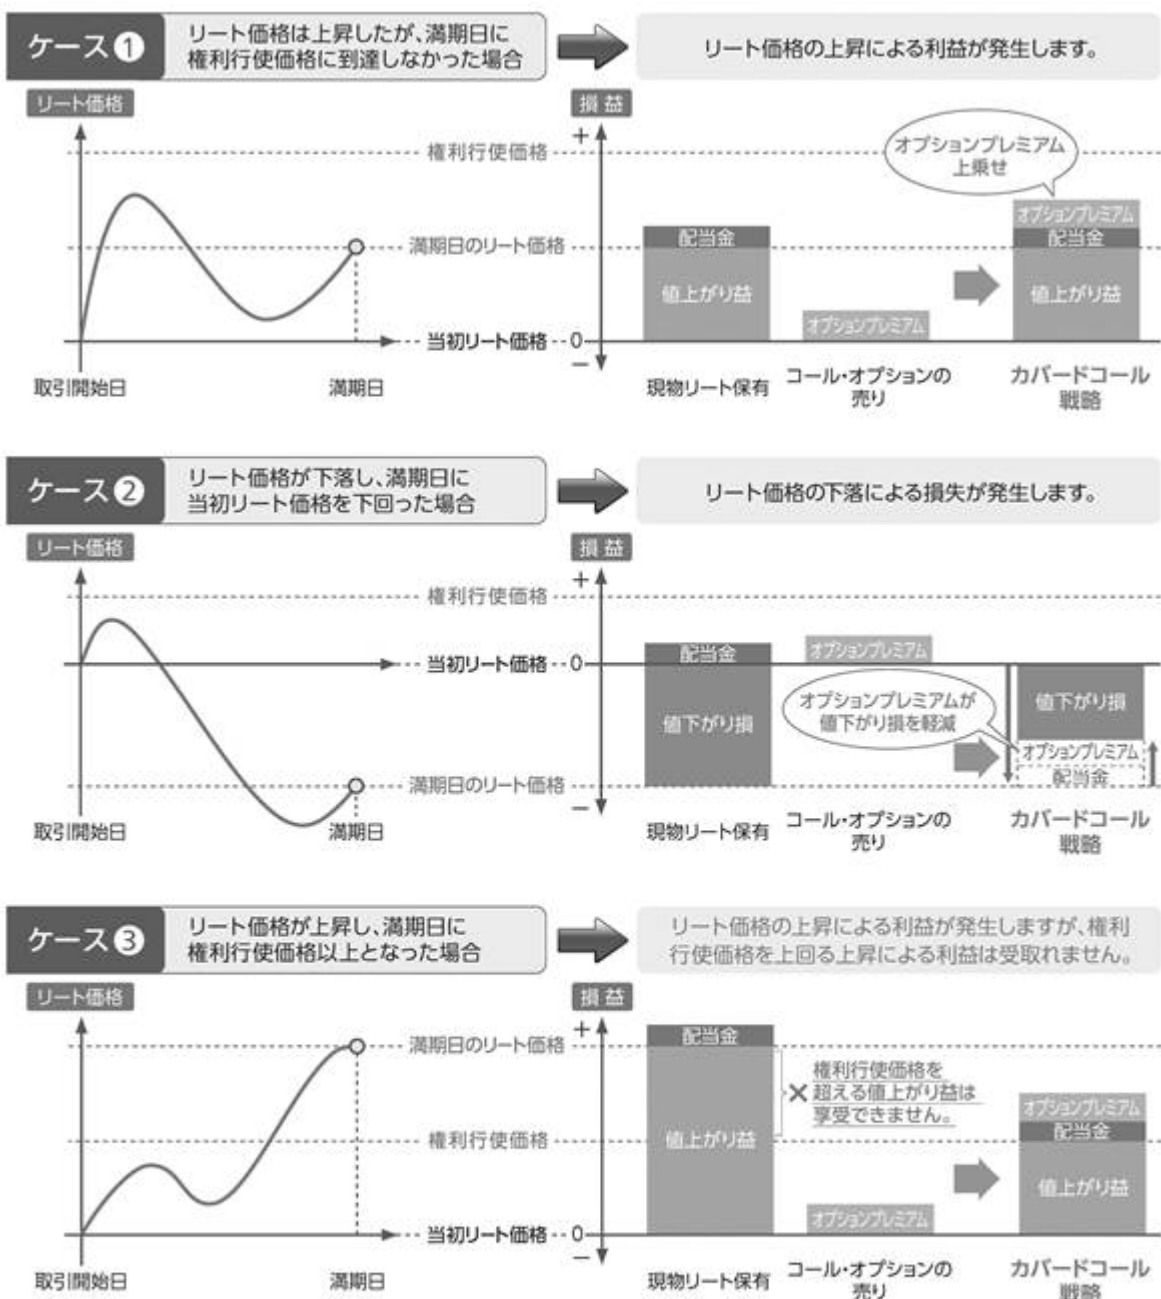 ケース❶
リート価格は上昇したが、満期日に
権利行使価格に到達しなかった場合
リート価格の上昇による利益が発生します。
リート価格
損益
+
権利行使価格
オプションプレミアム
上乗せ
満期日のリート価格
配当金
値上がり益
オプションプレミアム
オプションプレミアム
配当金
値上がり益
当初リート価格
0
−
取引開始日
満期日
現物リート保有
コール・オプションの
売り
カバードコール
戦略
ケース❷
リート価格が下落し、満期日に
当初リート価格を下回った場合
リート価格の下落による損失が発生します。
リート価格
損益
+
権利行使価格
当初リート価格
0
配当金
値下がり損
オプションプレミアム
オプションプレミアムが
値下がり損を軽減
値下がり損
オプションプレミアム
配当金
満期日のリート価格
−
取引開始日
満期日
現物リート保有
コール・オプションの
売り
カバードコール
戦略
ケース❸
リート価格が上昇し、満期日に
権利行使価格以上となった場合
リート価格の上昇による利益が発生しますが、権利
行使価格を上回る上昇による利益は受取れません。
リート価格
損益
+
満期日のリート価格
配当金
値上がり益
×
権利行使価格を
超える値上がり益は
享受できません。
権利行使価格
オプションプレミアム
オプションプレミアム
配当金
値上がり益
当初リート価格
0
−
取引開始日
満期日
現物リート保有
コール・オプションの
売り
カバードコール
戦略